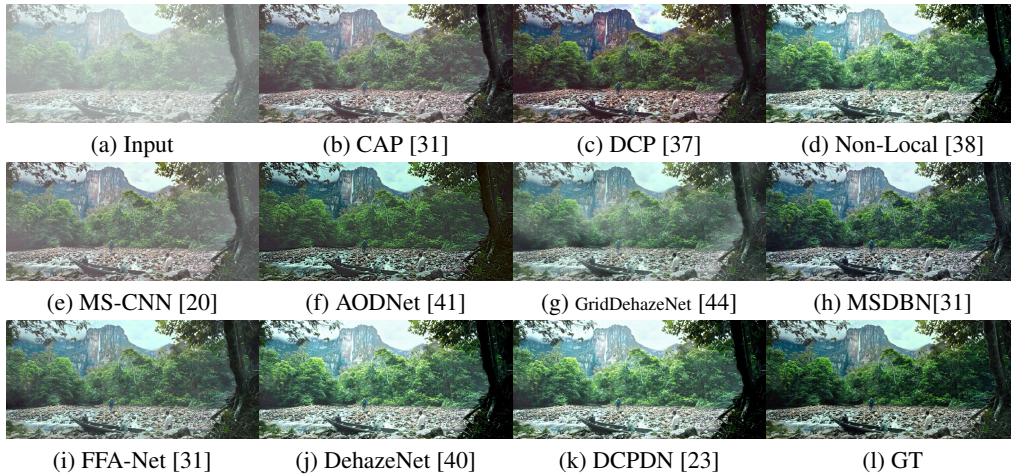 (a) Input (b) CAP [31] (c) DCP [37] (d) Non-Local [38]
(e) MS-CNN [20] (f) AODNet [41] (g) GridDehazeNet [44] (h) MSDBN[31]
(i) FFA-Net [31] (j) DehazeNet [40] (k) DCPDN [23] (l) GT